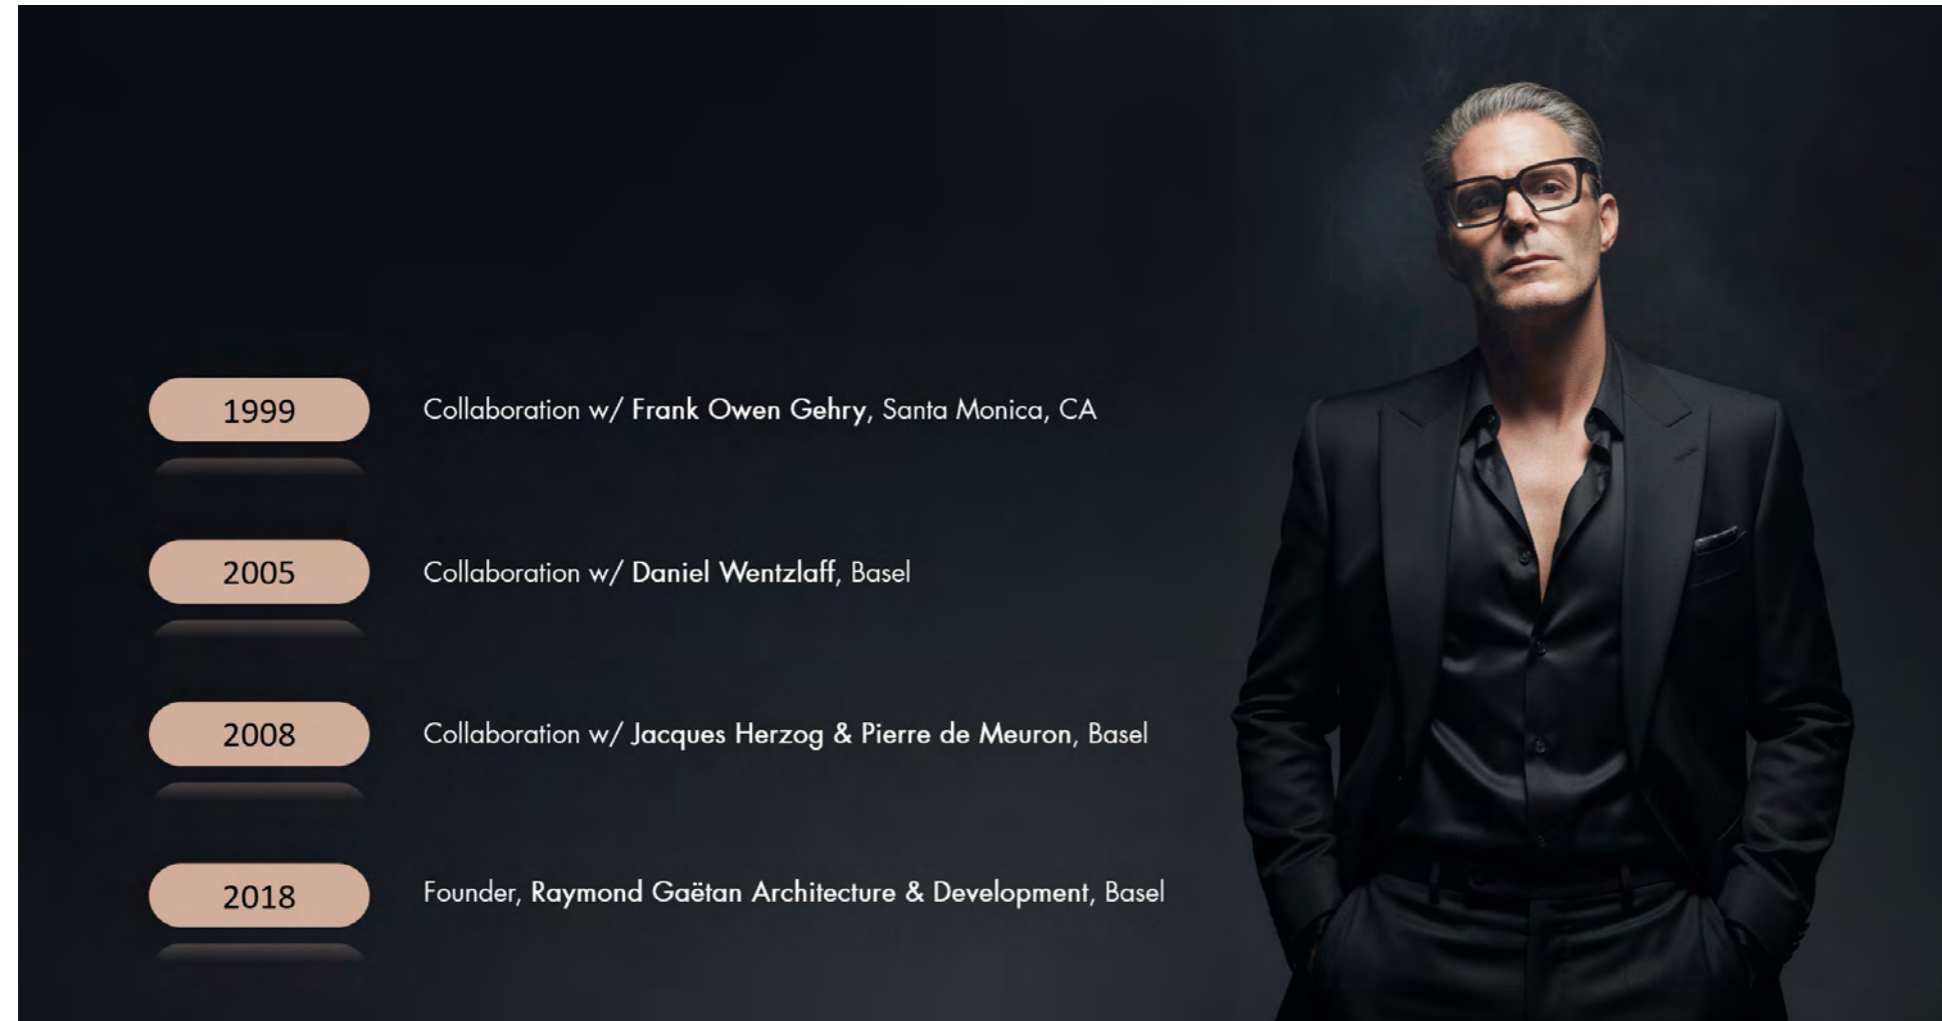 1999
Collaboration w/ Frank Owen Gehry, Santa Monica, CA
2005
Collaboration w/ Daniel Wentzlaff, Basel
2008
Collaboration w/ Jacques Herzog & Pierre de Meuron, Basel
2018
Founder, Raymond Gaëtan Architecture & Development, Basel